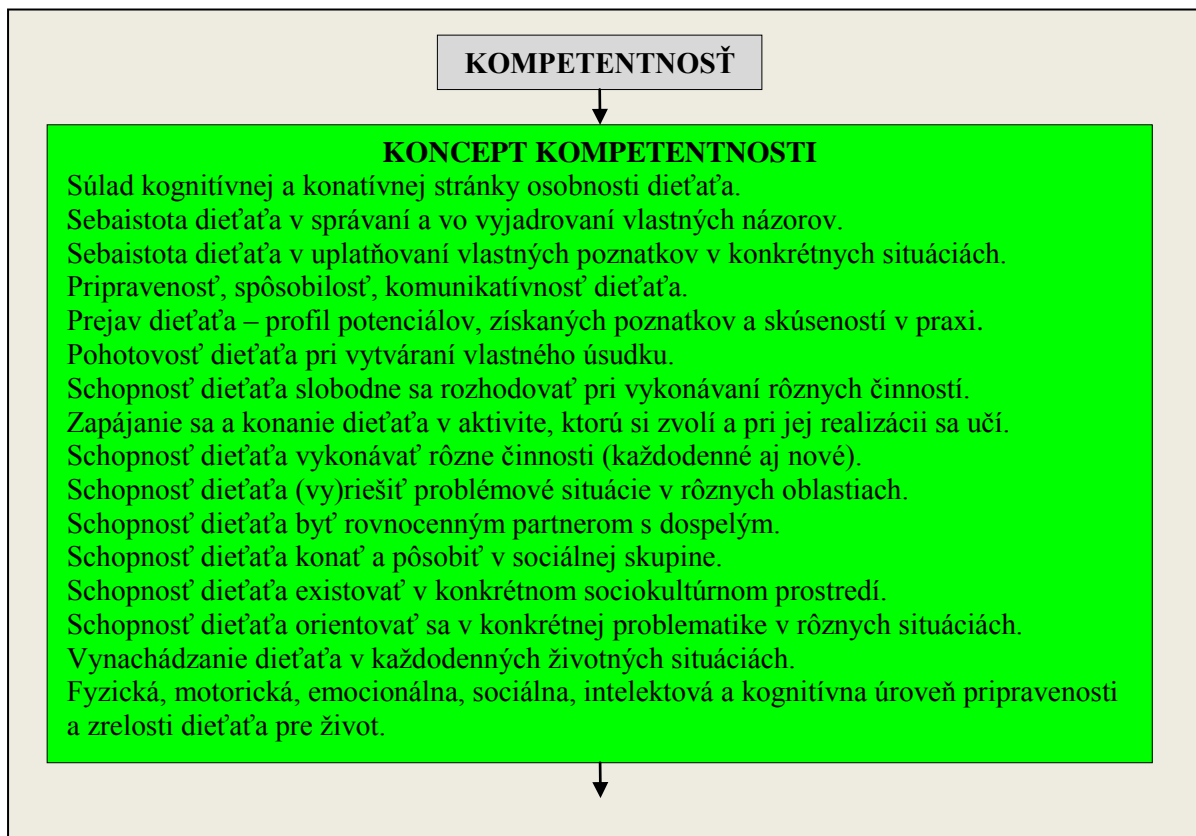 KOMPETENTNOSŤ
KONCEPT KOMPETENTNOSTI
Súlad kognitívnej a konatívnej stránky osobnosti dieťaťa.
Sebaistota dieťaťa v správaní a vo vyjadrovaní vlastných názorov.
Sebaistota dieťaťa v uplatňovaní vlastných poznatkov v konkrétnych situáciách.
Pripravenosť, spôsobilosť, komunikatívnosť dieťaťa.
Prejav dieťaťa – profil potenciálov, získaných poznatkov a skúseností v praxi.
Pohotovosť dieťaťa pri vytváraní vlastného úsudku.
Schopnosť dieťaťa slobodne sa rozhodovať pri vykonávaní rôznych činností.
Zapájanie sa a konanie dieťaťa v aktivite, ktorú si zvolí a pri jej realizácii sa učí.
Schopnosť dieťaťa vykonávať rôzne činnosti (každodenné aj nové).
Schopnosť dieťaťa (vy)riešiť problémové situácie v rôznych oblastiach.
Schopnosť dieťaťa byť rovnocenným partnerom s dospelým.
Schopnosť dieťaťa konať a pôsobiť v sociálnej skupine.
Schopnosť dieťaťa existovať v konkrétnom sociokultúrnom prostredí.
Schopnosť dieťaťa orientovať sa v konkrétnej problematike v rôznych situáciách.
Vynachádzanie dieťaťa v každodenných životných situáciách.
Fyzická, motorická, emocionálna, sociálna, intelektová a kognitívna úroveň pripravenosti
a zrelosti dieťaťa pre život.